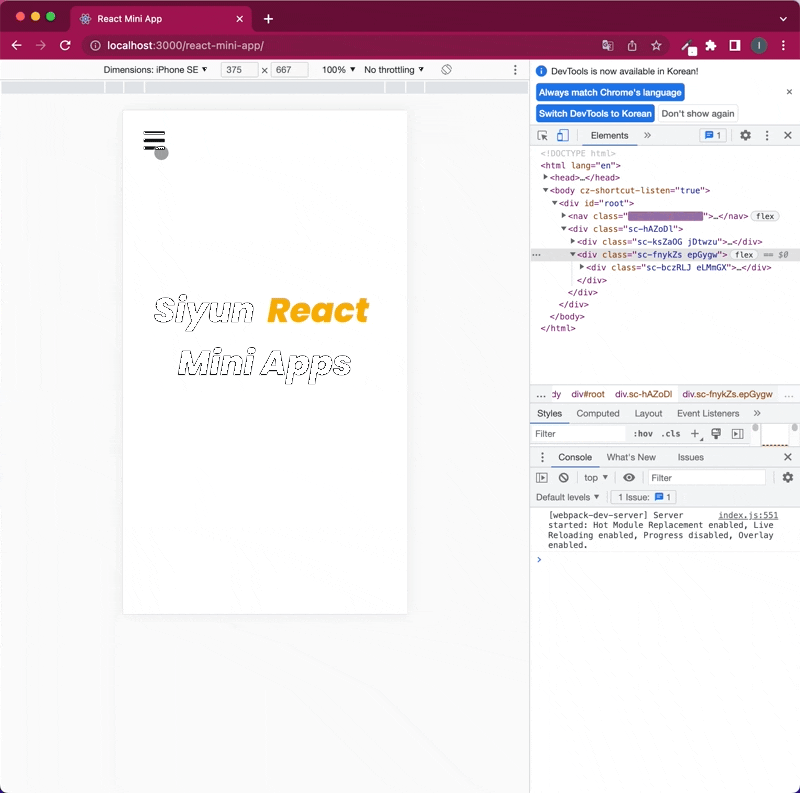 React Mini App
localhost:3000/react-mini-app/
I
Dimensions: iPhone SE ▼ 375 × 667 100% ▼ No throttling ▼
DevTools is now available in Korean!
Always match Chrome's language
Switch DevTools to Korean Don't show again
Elements » 1
<!DOCTYPE html>
<html lang="en">
▶<head>…</head>
▼<body cz-shortcut-listen="true">
▼<div id="root">
▶<nav class="">…</nav> flex
▼<div class="sc-hAZoDl">
▶<div class="sc-ksZaOG jDtwzu">…</div>
… ▼<div class="sc-fnykZs epGygw"> flex == $0
▶<div class="sc-bczRLJ eLMmGX">…</div>
</div>
</div>
</div>
</body>
</html>
Siyun React
Mini Apps
… dy div#root div.sc-hAZoDl div.sc-fnykZs.epGygw …
Styles Computed Layout Event Listeners »
Filter :hov .cls +
Console What's New Issues
top ▼ Filter
Default levels ▼ 1 Issue: 1
[webpack-dev-server] Server index.js:551
started: Hot Module Replacement enabled, Live
Reloading enabled, Progress disabled, Overlay
enabled.
>